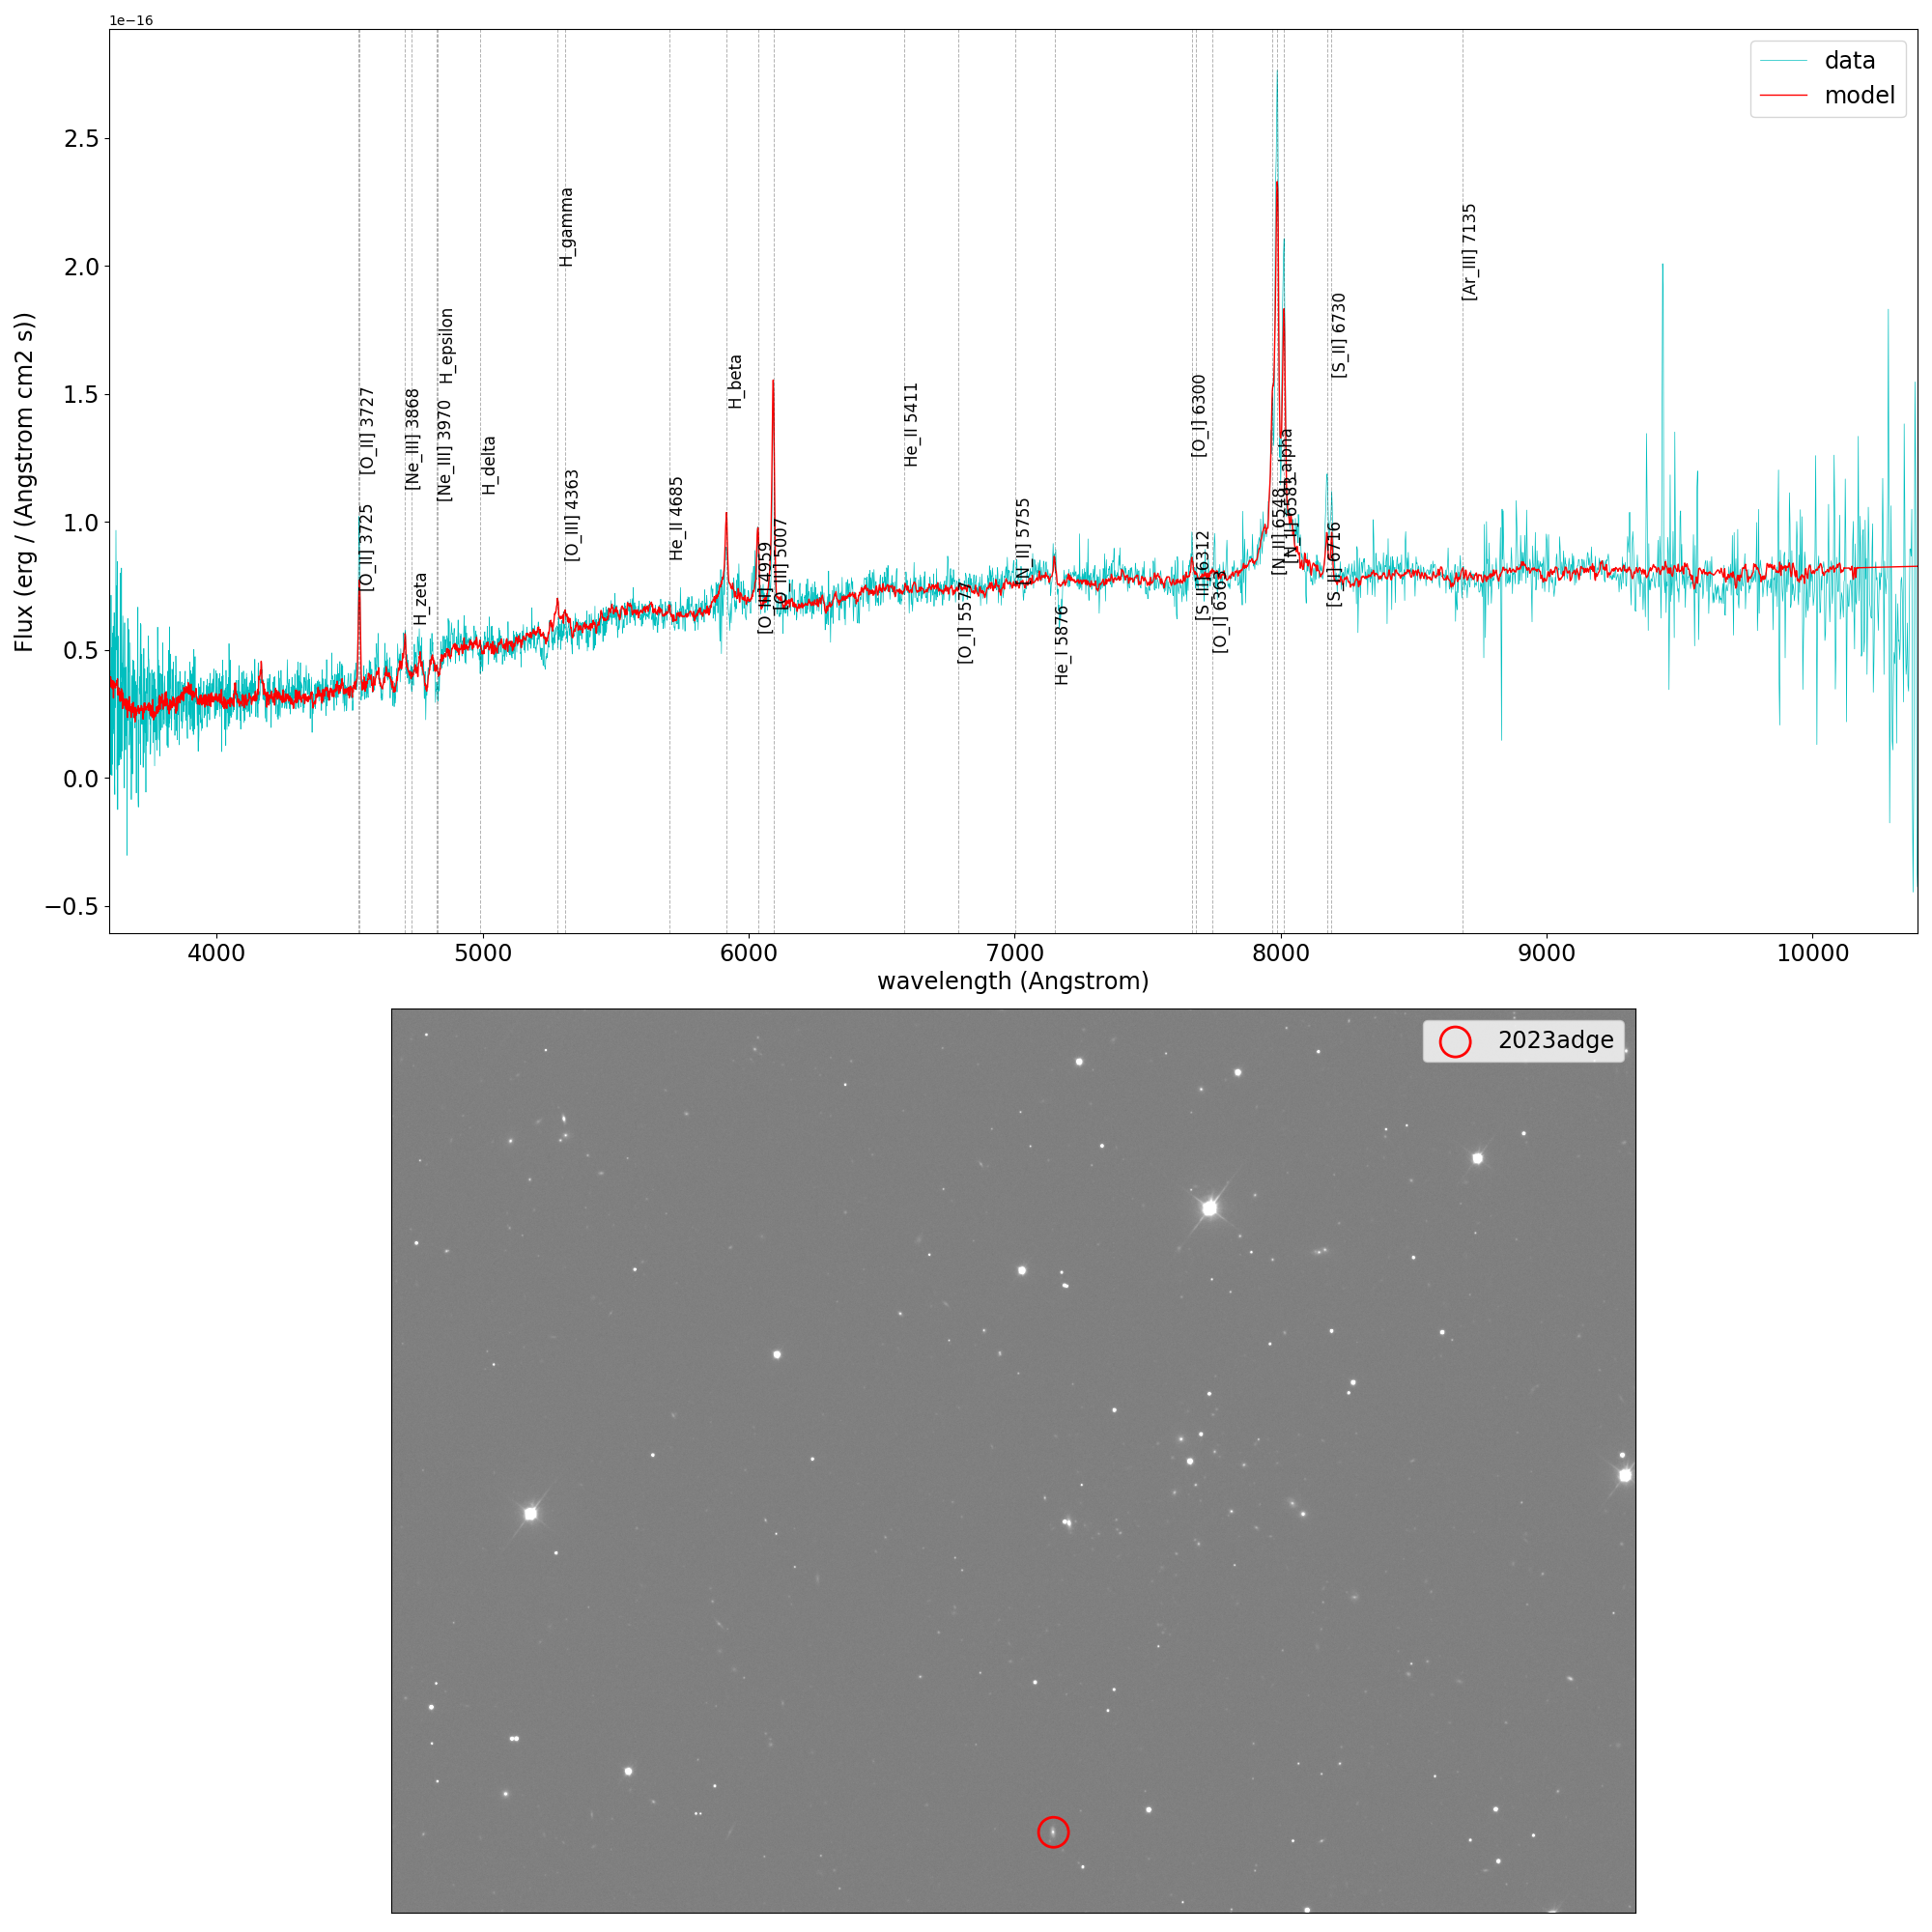 1e−16
data
model
Flux (erg / (Angstrom cm2 s))
2.5
2.0
1.5
1.0
0.5
0.0
−0.5
[O_II] 3725
[O_II] 3727
[Ne_III] 3868
H_zeta
[Ne_III] 3970
H_epsilon
H_delta
H_gamma
[O_III] 4363
He_II 4685
H_beta
[O_III] 4959
[O_III] 5007
He_II 5411
[O_I] 5577
[N_II] 5755
He_I 5876
[O_I] 6300
[S_III] 6312
[O_I] 6363
[N_II] 6548
H_alpha
[N_II] 6583
[S_II] 6716
[S_II] 6730
[Ar_III] 7135
4000 5000 6000 7000 8000 9000 10000
wavelength (Angstrom)
2023adge